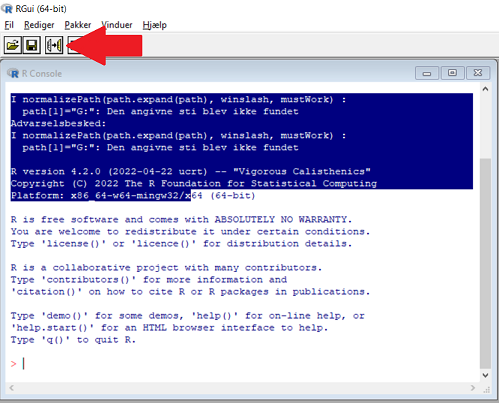 RGui (64-bit)
Fil Rediger Pakker Vinduer Hjælp
R Console
I normalizePath(path.expand(path), winslash, mustWork) :
path[1]="G:": Den angivne sti blev ikke fundet
Advarselsbesked:
I normalizePath(path.expand(path), winslash, mustWork) :
path[1]="G:": Den angivne sti blev ikke fundet
R version 4.2.0 (2022-04-22 ucrt) -- "Vigorous Calisthenics"
Copyright (C) 2022 The R Foundation for Statistical Computing
Platform: x86_64-w64-mingw32/x64 (64-bit)
R is free software and comes with ABSOLUTELY NO WARRANTY.
You are welcome to redistribute it under certain conditions.
Type 'license()' or 'licence()' for distribution details.
R is a collaborative project with many contributors.
Type 'contributors()' for more information and
'citation()' on how to cite R or R packages in publications.
Type 'demo()' for some demos, 'help()' for on-line help, or
'help.start()' for an HTML browser interface to help.
Type 'q()' to quit R.
>